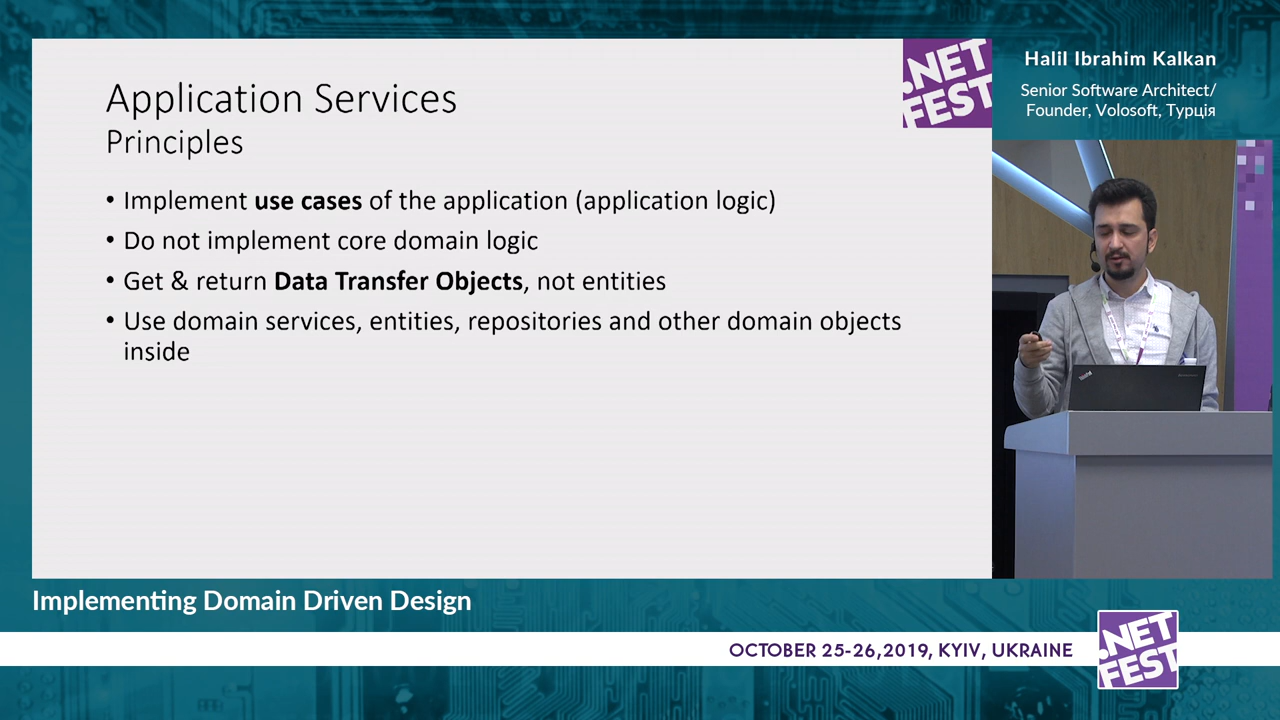 Application Services
Principles
• Implement use cases of the application (application logic)
• Do not implement core domain logic
• Get & return Data Transfer Objects, not entities
• Use domain services, entities, repositories and other domain objects
inside
.NET
FEST
Halil Ibrahim Kalkan
Senior Software Architect/
Founder, Volosoft, Турція
ThinkPad
Implementing Domain Driven Design
OCTOBER 25-26,2019, KYIV, UKRAINE
.NET
FEST